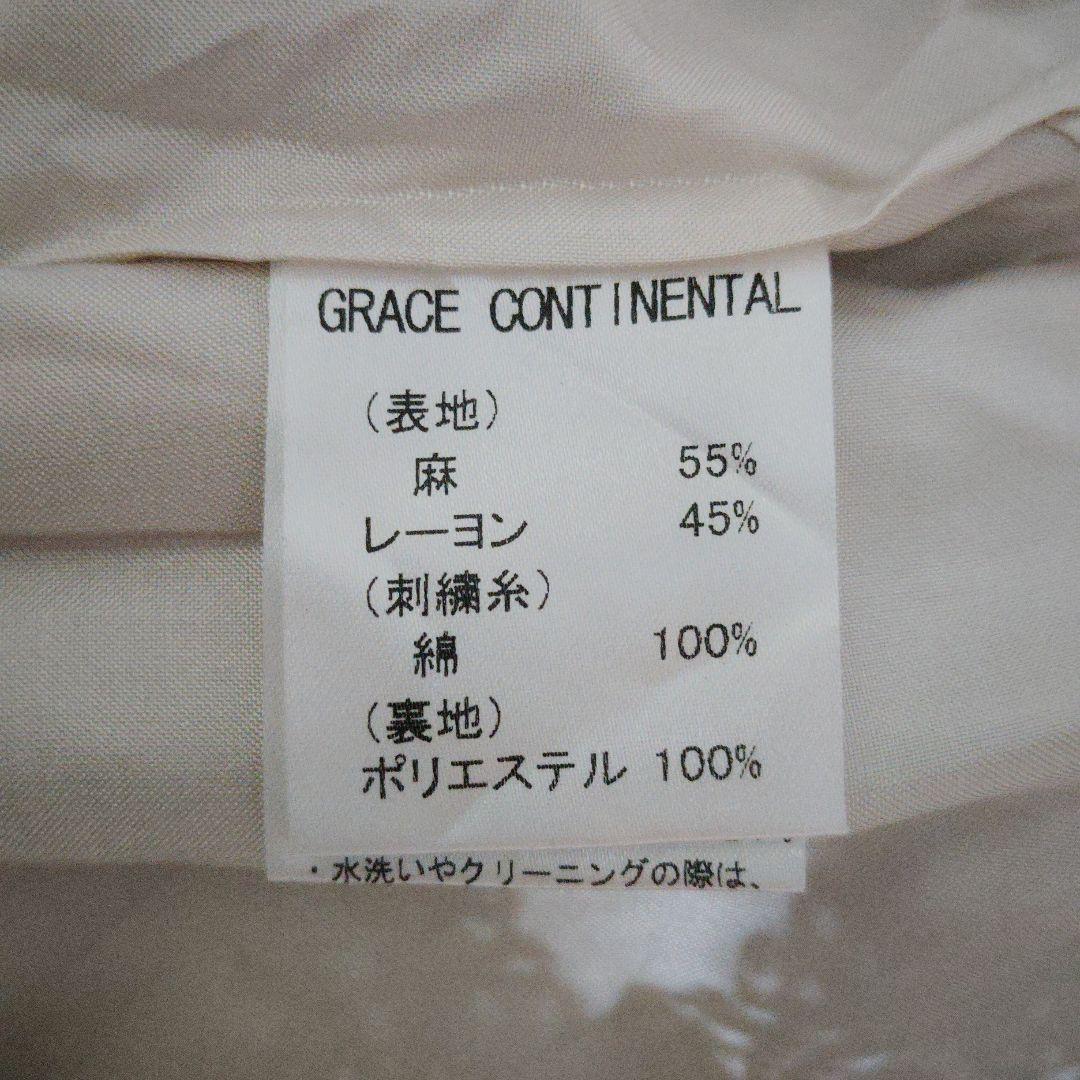 GRACE CONTINENTAL
（表地）
麻 55%
レーヨン 45%
（刺繍糸）
綿 100%
（裏地）
ポリエステル 100%
・水洗いやクリーニングの際は、